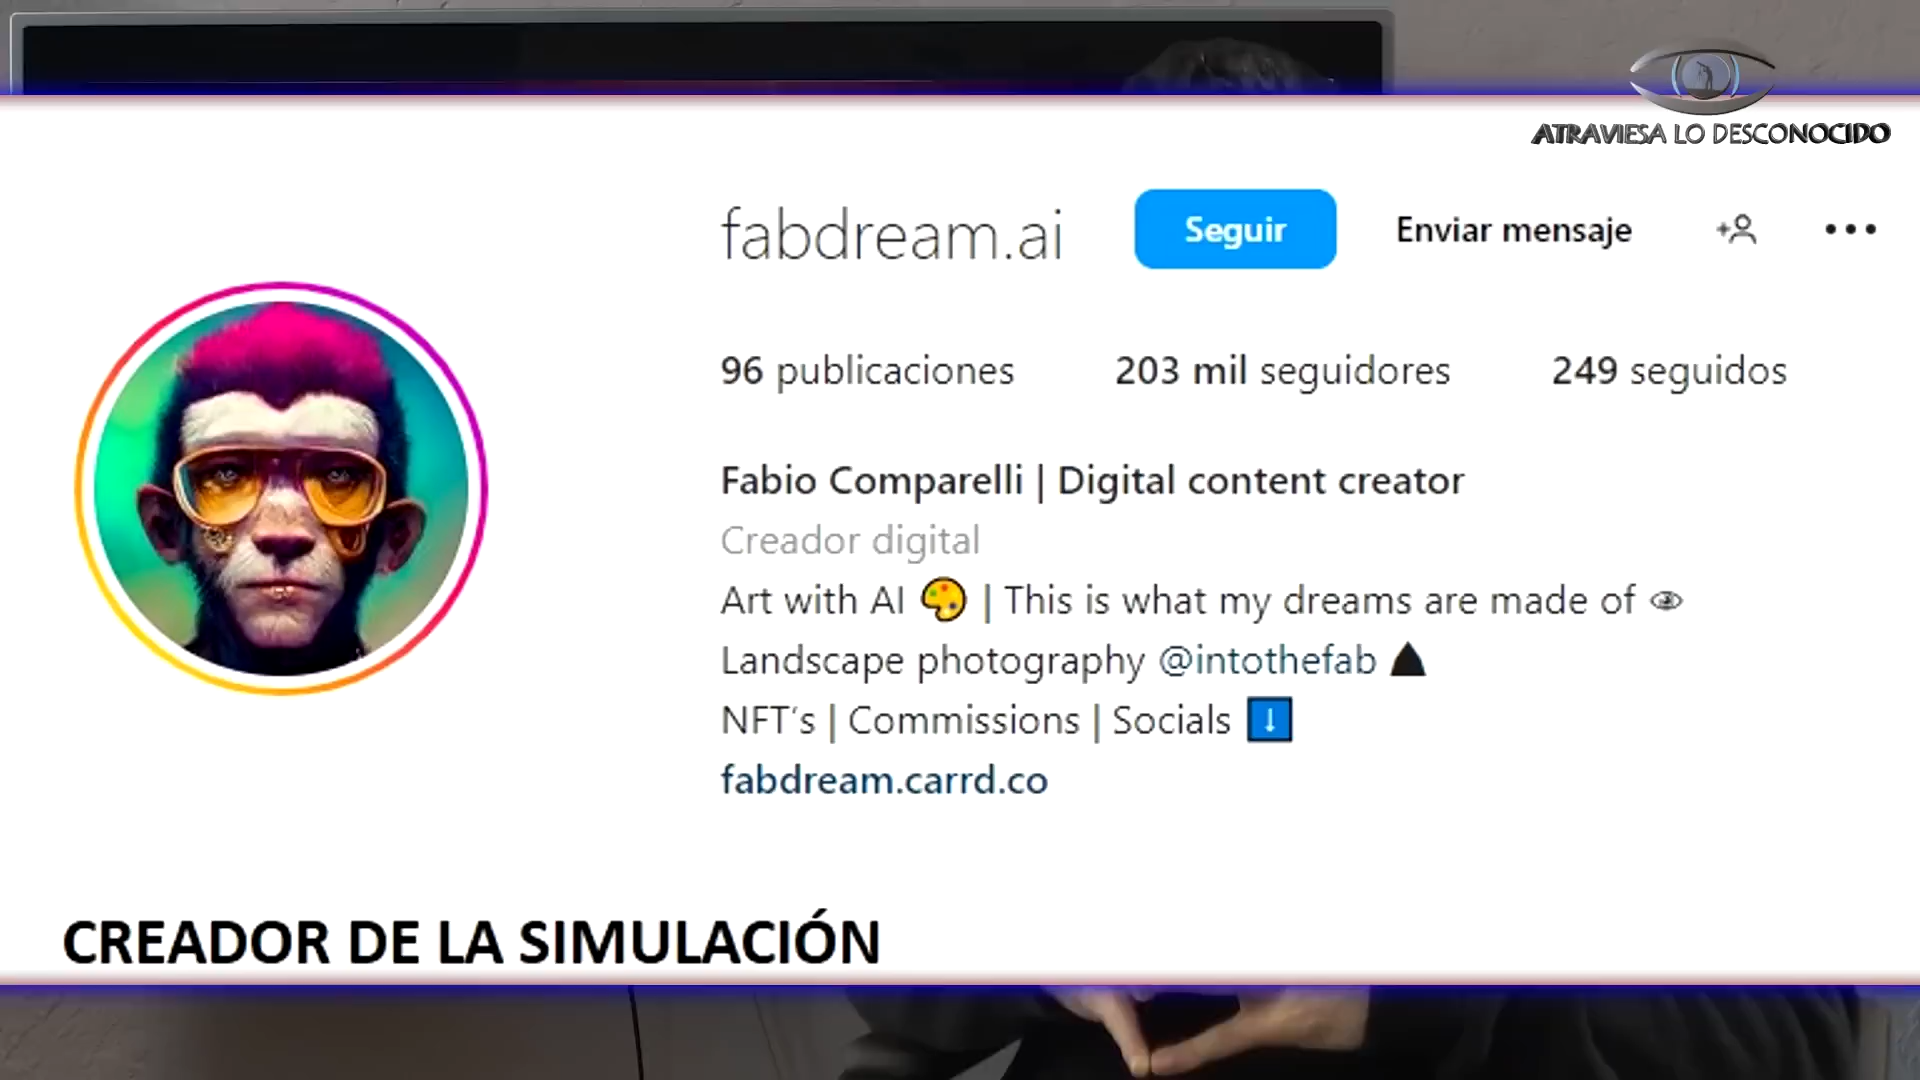 ATRAVIESA LO DESCONOCIDO
fabdream.ai Seguir Enviar mensaje
96 publicaciones 203 mil seguidores 249 seguidos
Fabio Comparelli | Digital content creator
Creador digital
Art with AI 🎨 | This is what my dreams are made of 👁
Landscape photography @intothefab
NFT´s | Commissions | Socials ⬇
fabdream.carrd.co
CREADOR DE LA SIMULACIÓN